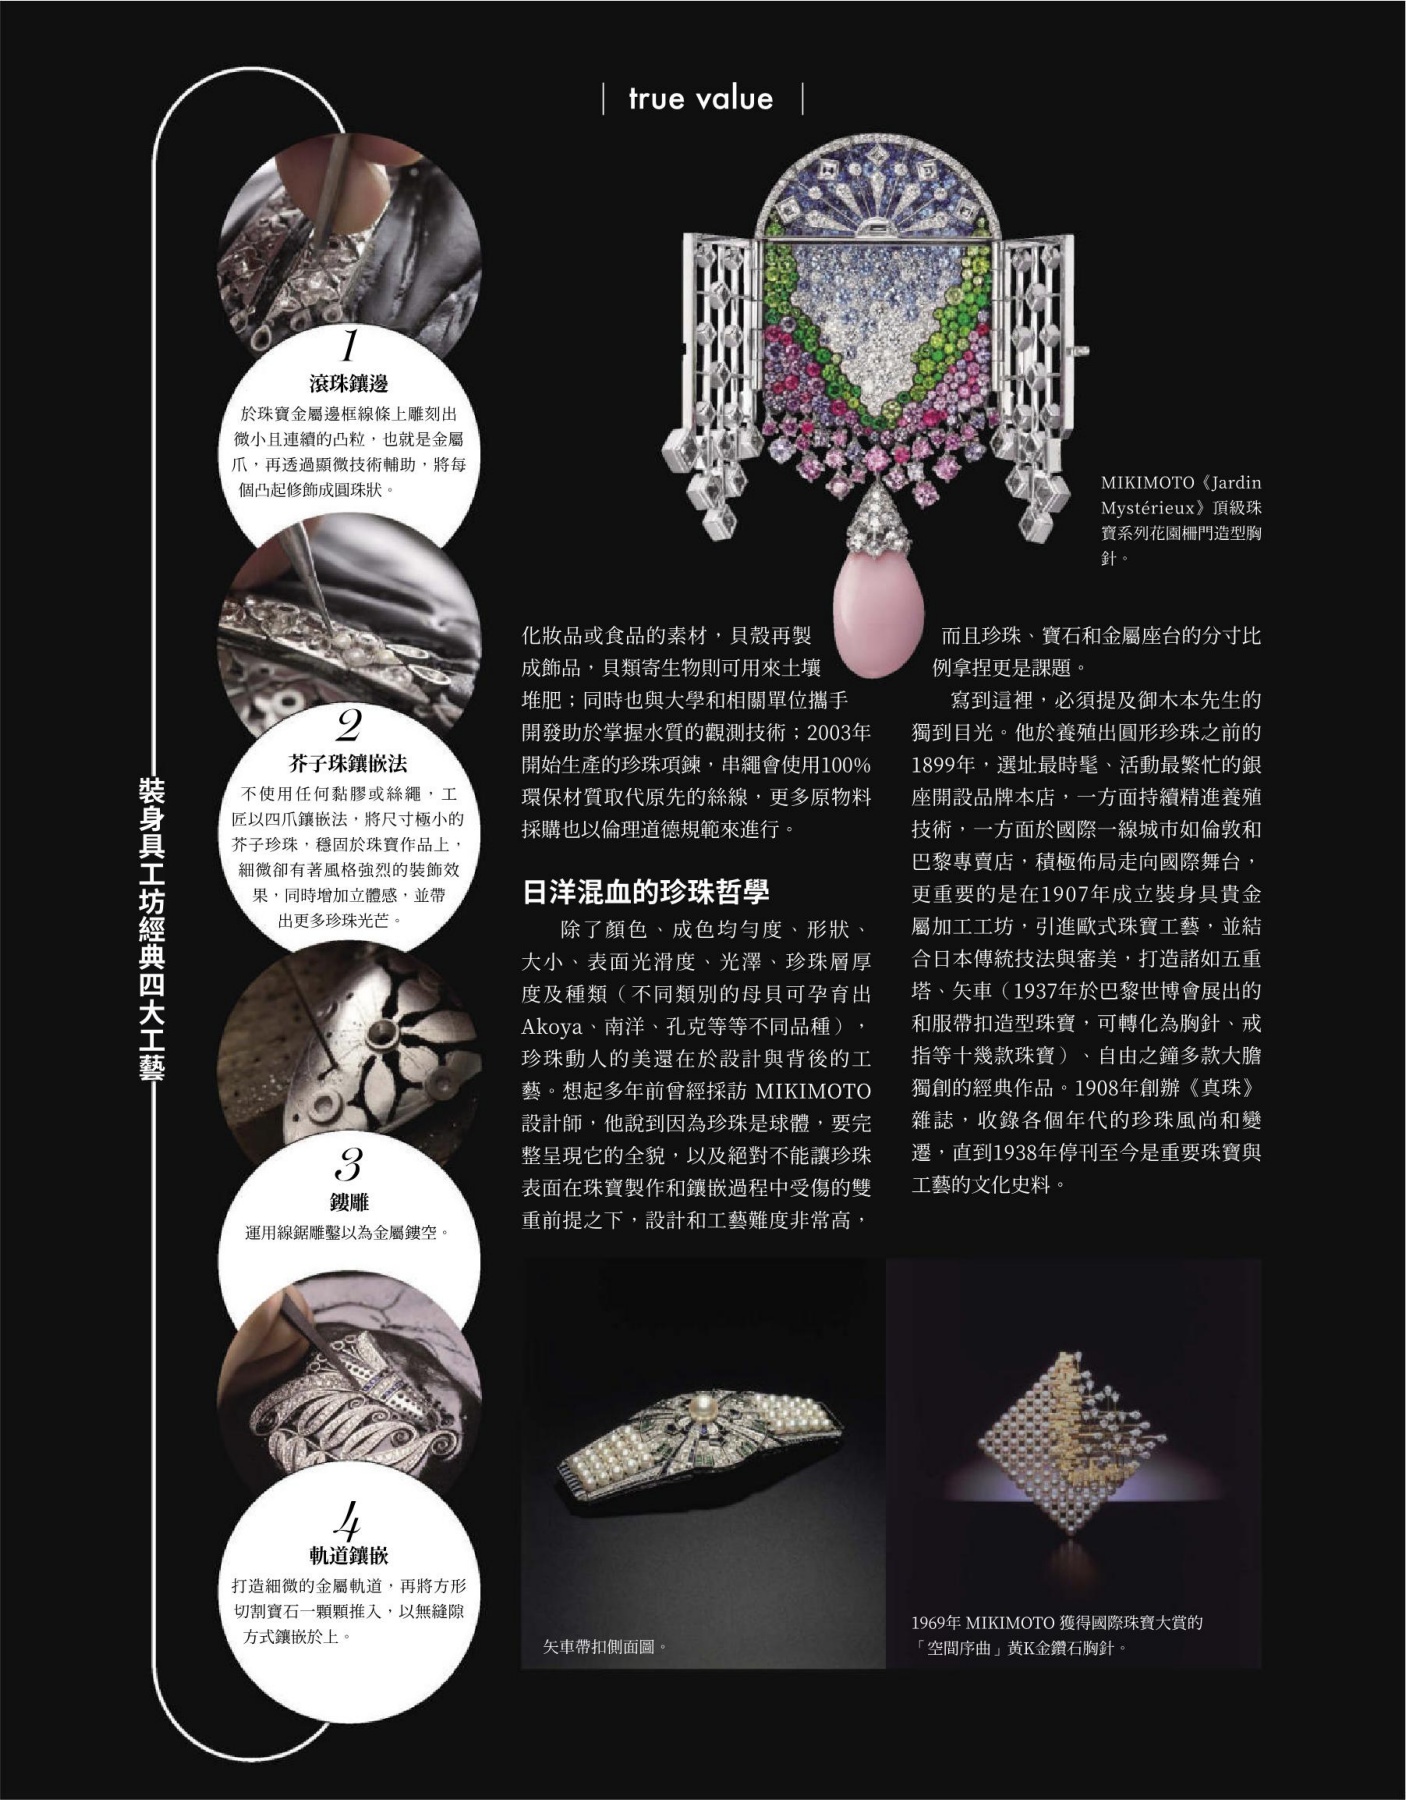 true value
裝身具工坊經典四大工藝
1
滾珠鑲邊
於珠寶金屬邊框線條上雕刻出
微小且連續的凸粒，也就是金屬
爪，再透過顯微技術輔助，將每
個凸起修飾成圓珠狀。
2
芥子珠鑲嵌法
不使用任何黏膠或絲繩，工
匠以四爪鑲嵌法，將尺寸極小的
芥子珍珠，穩固於珠寶作品上，
細微卻有著風格強烈的裝飾效
果，同時增加立體感，並帶
出更多珍珠光芒。
3
鏤雕
運用線鋸雕鑿以為金屬鏤空。
4
軌道鑲嵌
打造細微的金屬軌道，再將方形
切割寶石一顆顆推入，以無縫隙
方式鑲嵌於上。
MIKIMOTO《Jardin
Mystérieux》頂級珠
寶系列花園柵門造型胸
針。
化妝品或食品的素材，貝殼再製
成飾品，貝類寄生物則可用來土壤
堆肥；同時也與大學和相關單位攜手
開發助於掌握水質的觀測技術；2003年
開始生產的珍珠項鍊，串繩會使用100%
環保材質取代原先的絲線，更多原物料
採購也以倫理道德規範來進行。
日洋混血的珍珠哲學
除了顏色、成色均勻度、形狀、
大小、表面光滑度、光澤、珍珠層厚
度及種類（不同類別的母貝可孕育出
Akoya、南洋、孔克等等不同品種），
珍珠動人的美還在於設計與背後的工
藝。想起多年前曾經採訪 MIKIMOTO
設計師，他說到因為珍珠是球體，要完
整呈現它的全貌，以及絕對不能讓珍珠
表面在珠寶製作和鑲嵌過程中受傷的雙
重前提之下，設計和工藝難度非常高，
而且珍珠、寶石和金屬座台的分寸比
例拿捏更是課題。
寫到這裡，必須提及御木本先生的
獨到目光。他於養殖出圓形珍珠之前的
1899年，選址最時髦、活動最繁忙的銀
座開設品牌本店，一方面持續精進養殖
技術，一方面於國際一線城市如倫敦和
巴黎專賣店，積極佈局走向國際舞台，
更重要的是在1907年成立裝身具貴金
屬加工工坊，引進歐式珠寶工藝，並結
合日本傳統技法與審美，打造諸如五重
塔、矢車（1937年於巴黎世博會展出的
和服帶扣造型珠寶，可轉化為胸針、戒
指等十幾款珠寶）、自由之鐘多款大膽
獨創的經典作品。1908年創辦《真珠》
雜誌，收錄各個年代的珍珠風尚和變
遷，直到1938年停刊至今是重要珠寶與
工藝的文化史料。
矢車帶扣側面圖。
1969年 MIKIMOTO 獲得國際珠寶大賞的
「空間序曲」黃K金鑽石胸針。